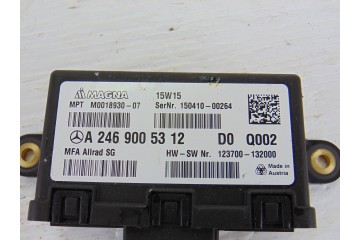 MAGNA
15W15
MPT M0018930-07
SerNr. 150410-00264
A 246 900 53 12 D0 Q002
MFA Allrad SG
HW-SW Nr. 123700-132000
Made in
Austria